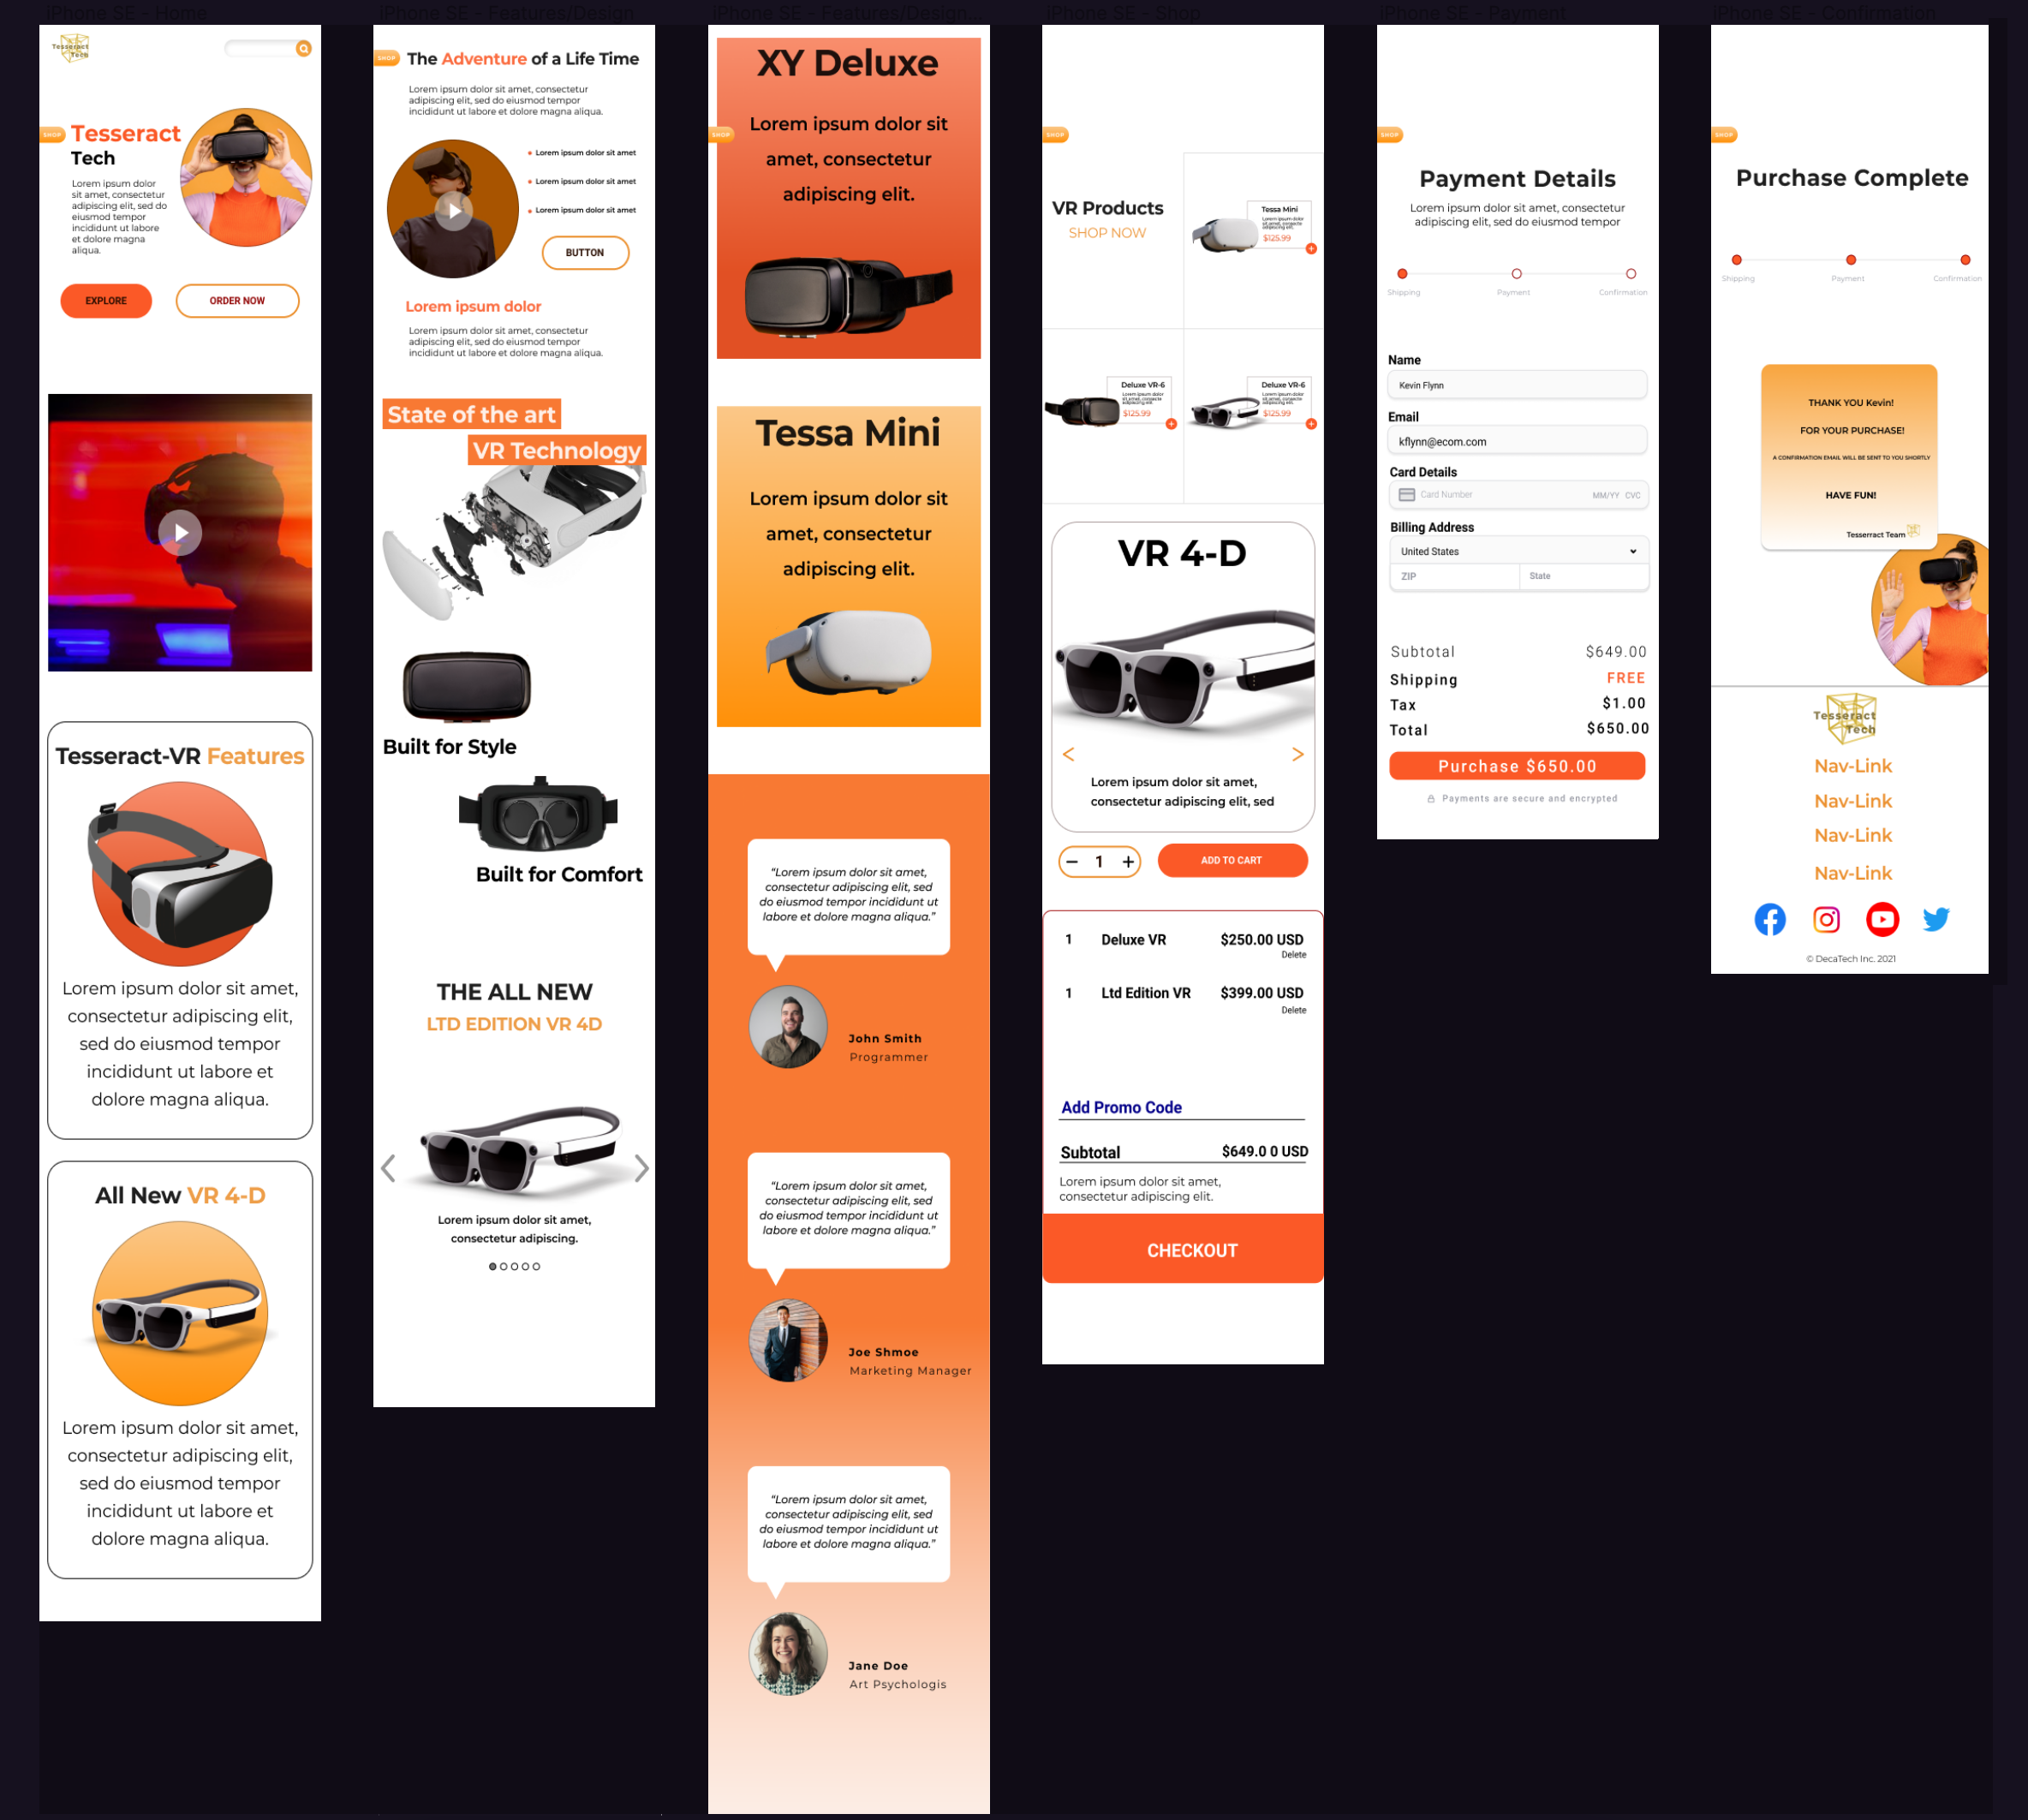 iPhone SE - Home
Tesseract
Tech
SHOP
Tesseract
Tech
Lorem ipsum dolor
sit amet, consectetur
adipiscing elit, sed do
eiusmod tempor
incididunt ut labore
et dolore magna
aliqua.
EXPLORE
ORDER NOW
Tesseract-VR Features
Lorem ipsum dolor sit amet,
consectetur adipiscing elit,
sed do eiusmod tempor
incididunt ut labore et
dolore magna aliqua.
All New VR 4-D
Lorem ipsum dolor sit amet,
consectetur adipiscing elit,
sed do eiusmod tempor
incididunt ut labore et
dolore magna aliqua.
iPhone SE - Features/Design
SHOP
The Adventure of a Life Time
Lorem ipsum dolor sit amet, consectetur
adipiscing elit, sed do eiusmod tempor
incididunt ut labore et dolore magna aliqua.
Lorem ipsum dolor sit amet
Lorem ipsum dolor sit amet
Lorem ipsum dolor sit amet
BUTTON
Lorem ipsum dolor
Lorem ipsum dolor sit amet, consectetur
adipiscing elit, sed do eiusmod tempor
incididunt ut labore et dolore magna aliqua.
State of the art
VR Technology
Built for Style
Built for Comfort
THE ALL NEW
LTD EDITION VR 4D
Lorem ipsum dolor sit amet,
consectetur adipiscing.
iPhone SE - Features/Design...
XY Deluxe
SHOP
Lorem ipsum dolor sit
amet, consectetur
adipiscing elit.
Tessa Mini
Lorem ipsum dolor sit
amet, consectetur
adipiscing elit.
“Lorem ipsum dolor sit amet,
consectetur adipiscing elit, sed
do eiusmod tempor incididunt ut
labore et dolore magna aliqua.”
John Smith
Programmer
“Lorem ipsum dolor sit amet,
consectetur adipiscing elit, sed
do eiusmod tempor incididunt ut
labore et dolore magna aliqua.”
Joe Shmoe
Marketing Manager
“Lorem ipsum dolor sit amet,
consectetur adipiscing elit, sed
do eiusmod tempor incididunt ut
labore et dolore magna aliqua.”
Jane Doe
Art Psychologis
iPhone SE - Shop
SHOP
VR Products
SHOP NOW
Tessa Mini
Lorem ipsum dolor
sit amet, consecte
adipiscing elit
$125.99
Deluxe VR-6
Lorem ipsum dolor
sit amet, consecte
adipiscing elit
$125.99
Deluxe VR-6
Lorem ipsum dolor
sit amet, consecte
adipiscing elit.
$125.99
VR 4-D
< >
Lorem ipsum dolor sit amet,
consectetur adipiscing elit, sed
− 1 +
ADD TO CART
1 Deluxe VR $250.00 USD
Delete
1 Ltd Edition VR $399.00 USD
Delete
Add Promo Code
Subtotal $649.0 0 USD
Lorem ipsum dolor sit amet,
consectetur adipiscing elit.
CHECKOUT
iPhone SE - Payment
SHOP
Payment Details
Lorem ipsum dolor sit amet, consectetur
adipiscing elit, sed do eiusmod tempor
Shipping Payment Confirmation
Name
Kevin Flynn
Email
kflynn@ecom.com
Card Details
Card Number MM/YY CVC
Billing Address
United States
ZIP State
Subtotal $649.00
Shipping FREE
Tax $1.00
Total $650.00
Purchase $650.00
Payments are secure and encrypted
iPhone SE - Confirmation
SHOP
Purchase Complete
Shipping Payment Confirmation
THANK YOU Kevin!
FOR YOUR PURCHASE!
A CONFIRMATION EMAIL WILL BE SENT TO YOU SHORTLY
HAVE FUN!
Tesserract Team
Tesseract
Tech
Nav-Link
Nav-Link
Nav-Link
Nav-Link
© DecaTech Inc. 2021